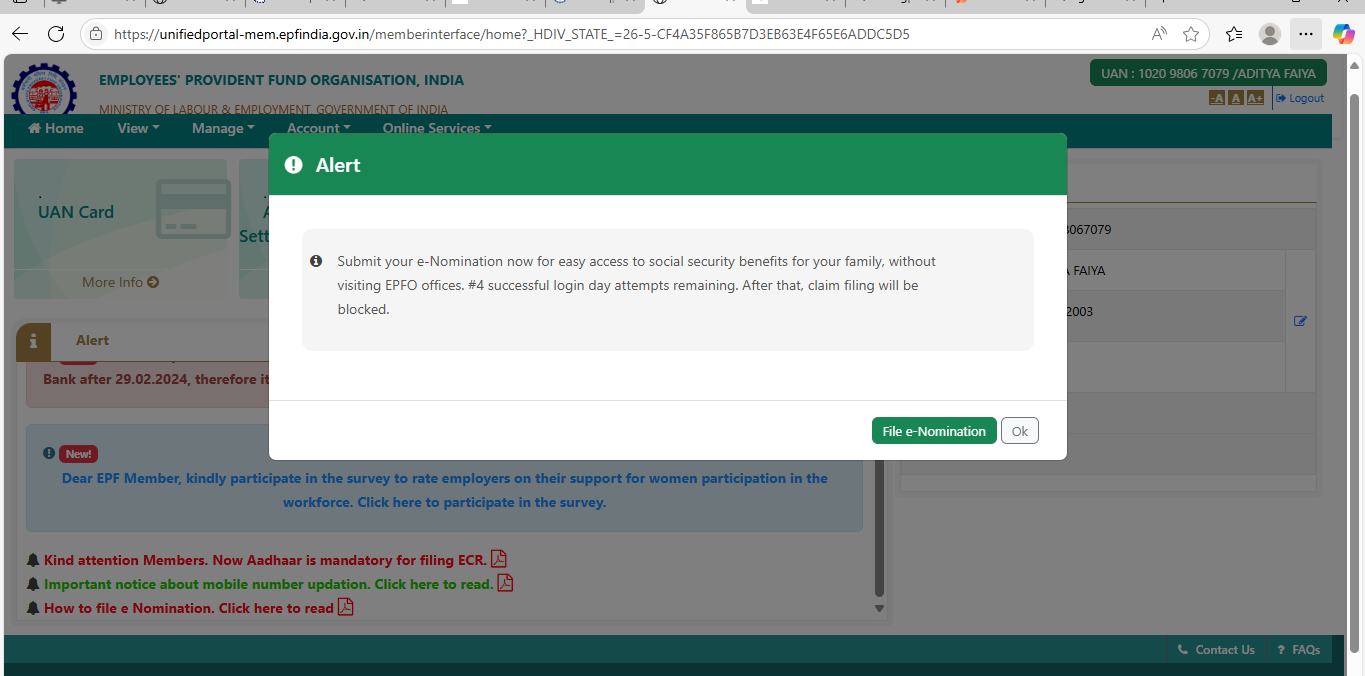 https://unifiedportal-mem.epfindia.gov.in/memberinterface/home?_HDIV_STATE_=26-5-CF4A35F865B7D3EB63E4F65E6ADDC5D5
EMPLOYEES' PROVIDENT FUND ORGANISATION, INDIA
MINISTRY OF LABOUR & EMPLOYMENT, GOVERNMENT OF INDIA
UAN : 1020 9806 7079 /ADITYA FAIYA
-A A A+ Logout
Home View Manage Account Online Services
Alert
UAN Card
Sett
More Info
3067079
A FAIYA
2003
Submit your e-Nomination now for easy access to social security benefits for your family, without
visiting EPFO offices. #4 successful login day attempts remaining. After that, claim filing will be
blocked.
File e-Nomination Ok
Alert
Bank after 29.02.2024, therefore it
New!
Dear EPF Member, kindly participate in the survey to rate employers on their support for women participation in the
workforce. Click here to participate in the survey.
Kind attention Members. Now Aadhaar is mandatory for filing ECR.
Important notice about mobile number updation. Click here to read.
How to file e Nomination. Click here to read
Contact Us ? FAQs